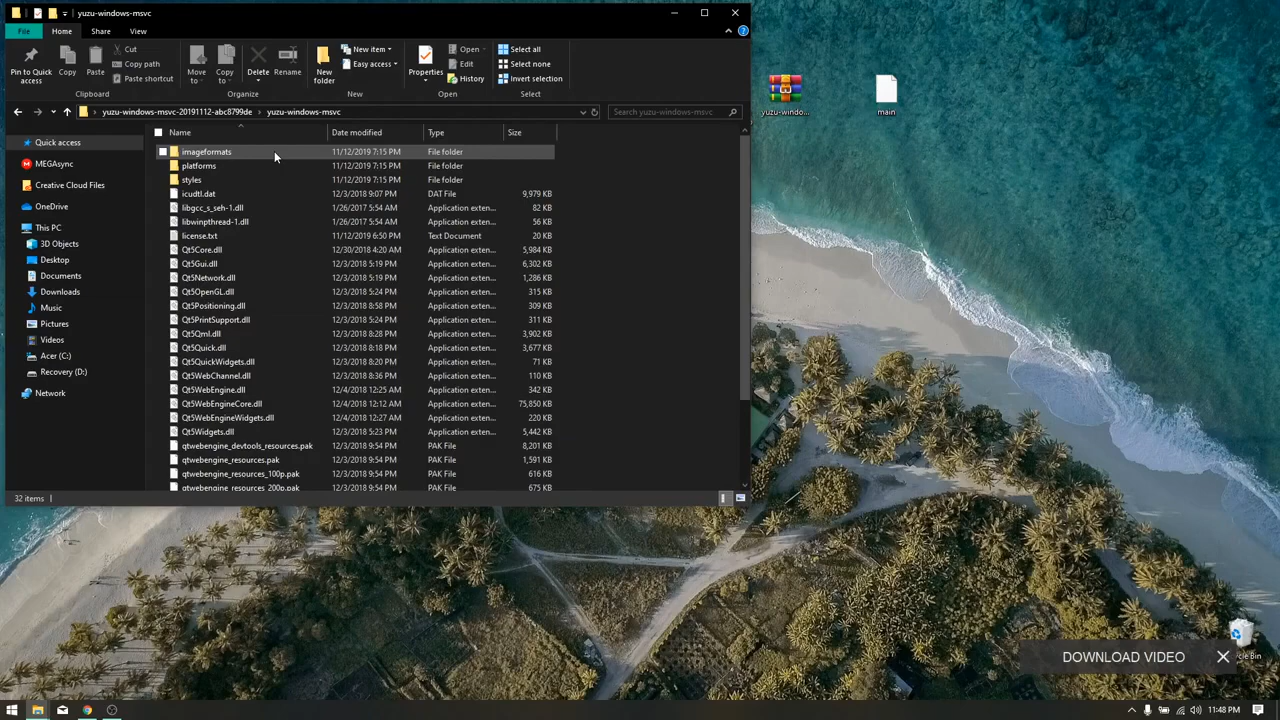 yuzu-windows-msvc
File Home Share View
Pin to Quick access
Copy
Paste
Cut
Copy path
Paste shortcut
Clipboard
Move to
Copy to
Delete
Rename
Organize
New folder
New item
Easy access
New
Properties
Open
Edit
History
Open
Select all
Select none
Invert selection
Select
yuzu-windows-msvc-20191112-abc8799de > yuzu-windows-msvc
Search yuzu-windows-msvc
Quick access
MEGAsync
Creative Cloud Files
OneDrive
This PC
3D Objects
Desktop
Documents
Downloads
Music
Pictures
Videos
Acer (C:)
Recovery (D:)
Network
Name Date modified Type Size
imageformats 11/12/2019 7:15 PM File folder
platforms 11/12/2019 7:15 PM File folder
styles 11/12/2019 7:15 PM File folder
icudtl.dat 12/3/2018 9:07 PM DAT File 9,979 KB
libgcc_s_seh-1.dll 1/26/2017 5:54 AM Application exten... 82 KB
libwinpthread-1.dll 1/26/2017 5:54 AM Application exten... 56 KB
license.txt 11/12/2019 6:50 PM Text Document 20 KB
Qt5Core.dll 12/30/2018 4:20 AM Application exten... 5,984 KB
Qt5Gui.dll 12/3/2018 5:19 PM Application exten... 6,302 KB
Qt5Network.dll 12/3/2018 5:19 PM Application exten... 1,286 KB
Qt5OpenGL.dll 12/3/2018 5:24 PM Application exten... 315 KB
Qt5Positioning.dll 12/3/2018 5:54 PM Application exten... 309 KB
Qt5PrintSupport.dll 12/3/2018 5:24 PM Application exten... 311 KB
Qt5Qml.dll 12/3/2018 8:28 PM Application exten... 3,902 KB
Qt5Quick.dll 12/3/2018 8:18 PM Application exten... 3,677 KB
Qt5QuickWidgets.dll 12/3/2018 8:18 PM Application exten... 71 KB
Qt5WebChannel.dll 12/3/2018 8:36 PM Application exten... 110 KB
Qt5WebEngine.dll 12/4/2018 12:25 AM Application exten... 342 KB
Qt5WebEngineCore.dll 12/4/2018 12:12 AM Application exten... 75,850 KB
Qt5WebEngineWidgets.dll 12/4/2018 12:27 AM Application exten... 220 KB
Qt5Widgets.dll 12/3/2018 5:23 PM Application exten... 5,442 KB
qtwebengine_devtools_resources.pak 12/3/2018 9:54 PM PAK File 8,201 KB
qtwebengine_resources.pak 12/3/2018 9:54 PM PAK File 1,591 KB
qtwebengine_resources_100p.pak 12/3/2018 9:54 PM PAK File 616 KB
qtwebengine_resources_200p.pak 12/3/2018 9:54 PM PAK File 675 KB
32 items
yuzu-windo...
main
DOWNLOAD VIDEO
cle Bin
11:48 PM